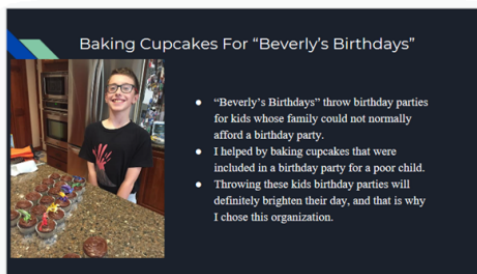 Baking Cupcakes For “Beverly’s Birthdays”
● “Beverly’s Birthdays” throw birthday parties
for kids whose family could not normally
afford a birthday party.
● I helped by baking cupcakes that were
included in a birthday party for a poor child.
● Throwing these kids birthday parties will
definitely brighten their day, and that is why
I chose this organization.